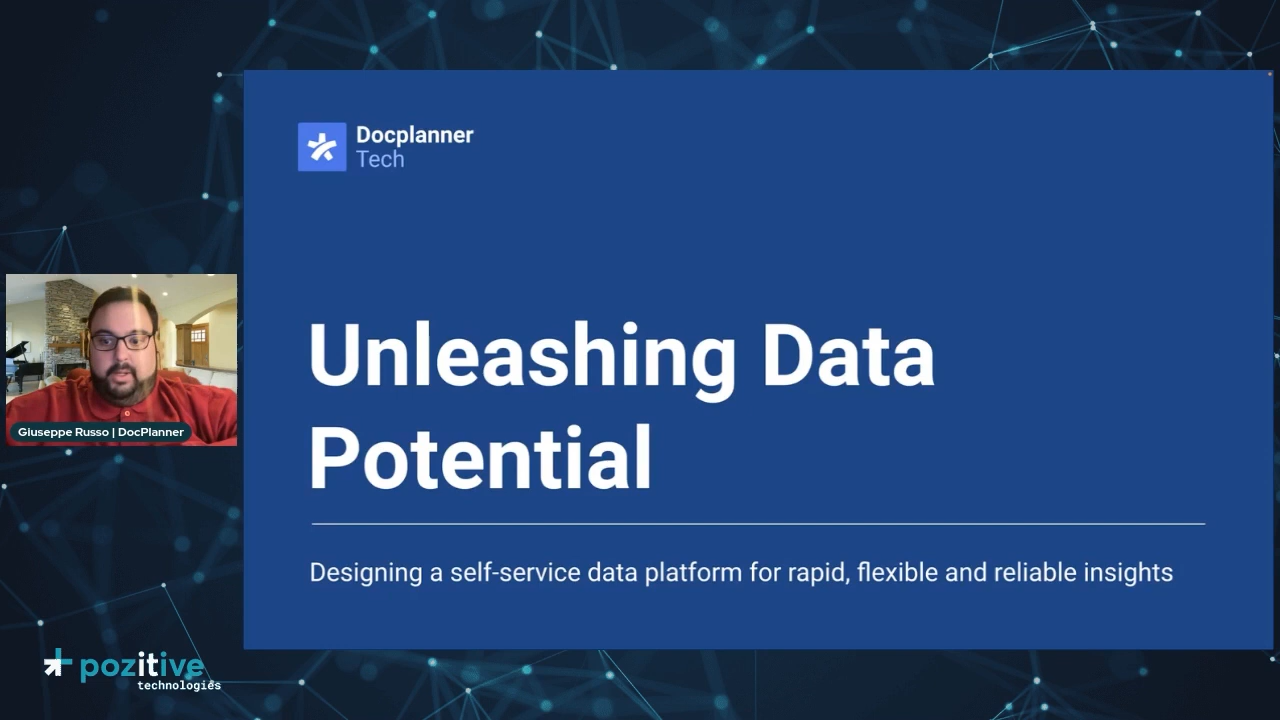 Docplanner
Tech
Unleashing Data
Potential
Designing a self-service data platform for rapid, flexible and reliable insights
Giuseppe Russo | DocPlanner
pozitive
technologies